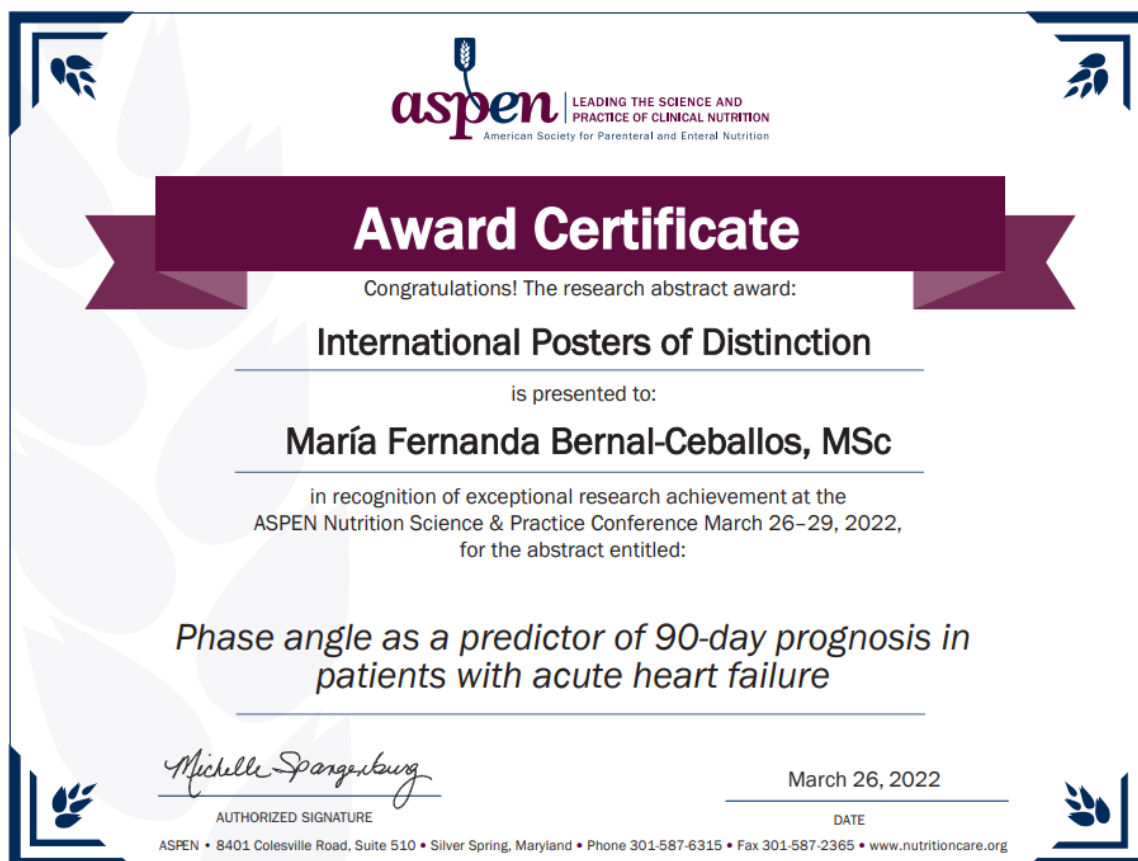 aspen
LEADING THE SCIENCE AND
PRACTICE OF CLINICAL NUTRITION
American Society for Parenteral and Enteral Nutrition
Award Certificate
Congratulations! The research abstract award:
International Posters of Distinction
is presented to:
María Fernanda Bernal-Ceballos, MSc
in recognition of exceptional research achievement at the
ASPEN Nutrition Science & Practice Conference March 26–29, 2022,
for the abstract entitled:
Phase angle as a predictor of 90-day prognosis in
patients with acute heart failure
Michelle Spangenburg
March 26, 2022
AUTHORIZED SIGNATURE
DATE
ASPEN • 8401 Colesville Road, Suite 510 • Silver Spring, Maryland • Phone 301-587-6315 • Fax 301-587-2365 • www.nutritioncare.org